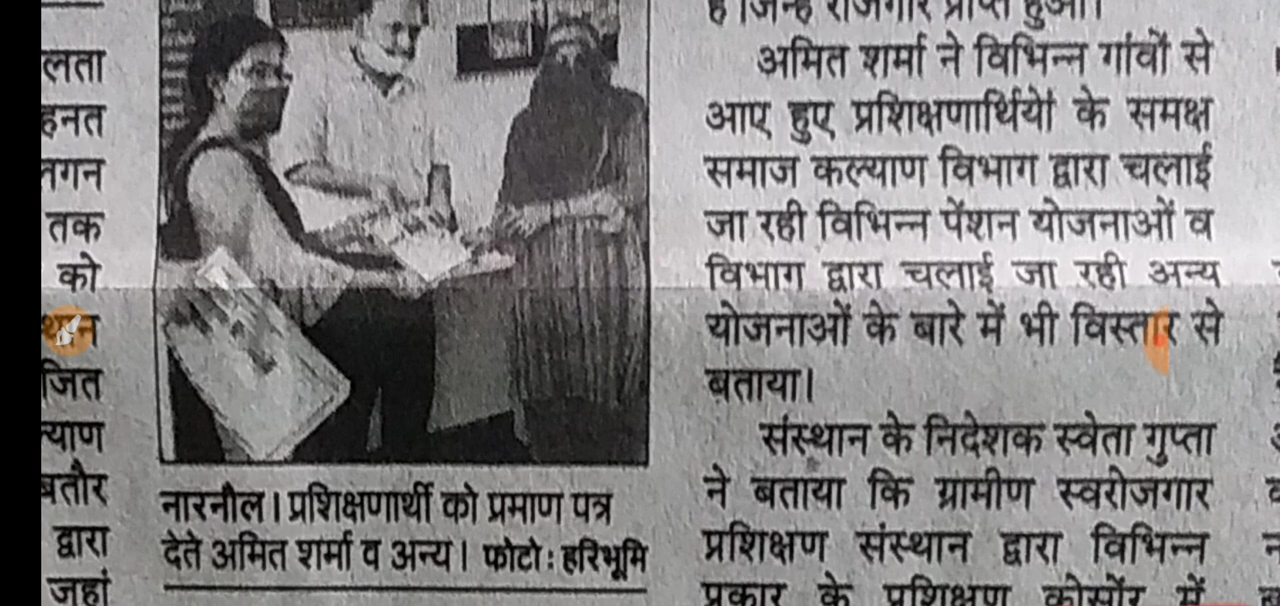 लता
हनत
लगन
तक
को
थान
जित
ल्याण
बतौर
द्वारा
जहां
नारनौल। प्रशिक्षणार्थी को प्रमाण पत्र
देते अमित शर्मा व अन्य। फोटो: हरिभूमि
है जिन्हें रोजगार प्राप्त हुआ।
अमित शर्मा ने विभिन्न गांवों से
आए हुए प्रशिक्षणार्थियों के समक्ष
समाज कल्याण विभाग द्वारा चलाई
जा रही विभिन्न पेंशन योजनाओं व
विभाग द्वारा चलाई जा रही अन्य
योजनाओं के बारे में भी विस्तार से
बताया।
संस्थान के निदेशक स्वेता गुप्ता
ने बताया कि ग्रामीण स्वरोजगार
प्रशिक्षण संस्थान द्वारा विभिन्न
प्रकार के प्रशिक्षण कोर्सोर में